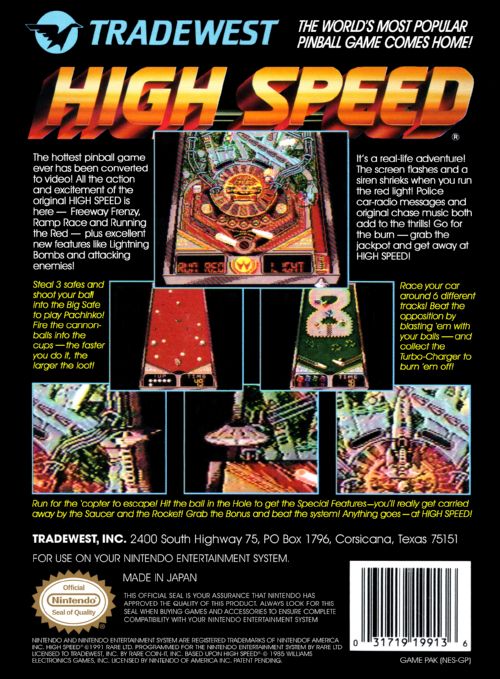 TRADEWEST
THE WORLD'S MOST POPULAR
PINBALL GAME COMES HOME!
HIGH SPEED
®
The hottest pinball game
ever has been converted
to video! All the action
and excitement of the
original HIGH SPEED is
here — Freeway Frenzy,
Ramp Race and Running
the Red — plus excellent
new features like Lightning
Bombs and attacking
enemies!
It's a real-life adventure!
The screen flashes and a
siren shrieks when you run
the red light! Police
car-radio messages and
original chase music both
add to the thrills! Go for
the burn — grab the
jackpot and get away at
HIGH SPEED!
RUN RED
W
LIGHT
Steal 3 safes and
shoot your ball
into the Big Safe
to play Pachinko!
Fire the cannon-
balls into the
cups — the faster
you do it, the
larger the loot!
Race your car
around 6 different
tracks! Beat the
opposition by
blasting 'em with
your balls — and
collect the
Turbo-Charger to
burn 'em off!
TIME
TIME
Run for the 'copter to escape! Hit the ball in the Hole to get the Special Features—you'll really get carried
away by the Saucer and the Rocket! Grab the Bonus and beat the system! Anything goes — at HIGH SPEED!
TRADEWEST, INC. 2400 South Highway 75, PO Box 1796, Corsicana, Texas 75151
FOR USE ON YOUR NINTENDO ENTERTAINMENT SYSTEM.
MADE IN JAPAN
Official
Nintendo®
Seal of Quality
THIS OFFICIAL SEAL IS YOUR ASSURANCE THAT NINTENDO HAS
APPROVED THE QUALITY OF THIS PRODUCT. ALWAYS LOOK FOR THIS
SEAL WHEN BUYING GAMES AND ACCESSORIES TO ENSURE COMPLETE
COMPATIBILITY WITH YOUR NINTENDO ENTERTAINMENT SYSTEM
0 31719 19913 6
NINTENDO AND NINTENDO ENTERTAINMENT SYSTEM ARE REGISTERED TRADEMARKS OF NINTENDOF AMERICA
INC. HIGH SPEED® ©1991 RARE LTD. PROGRAMMED FOR THE NINTENDO ENTERTAINMENT SYSTEM BY RARE LTD
LICENSED TO TRADEWEST, INC. BY RARE COIN-IT, INC. BASED UPON HIGH SPEED® © 1985 WILLIAMS
ELECTRONICS GAMES, INC. LICENSED BY NINTENDO OF AMERICA INC. PATENT PENDING.
GAME PAK (NES-GP)